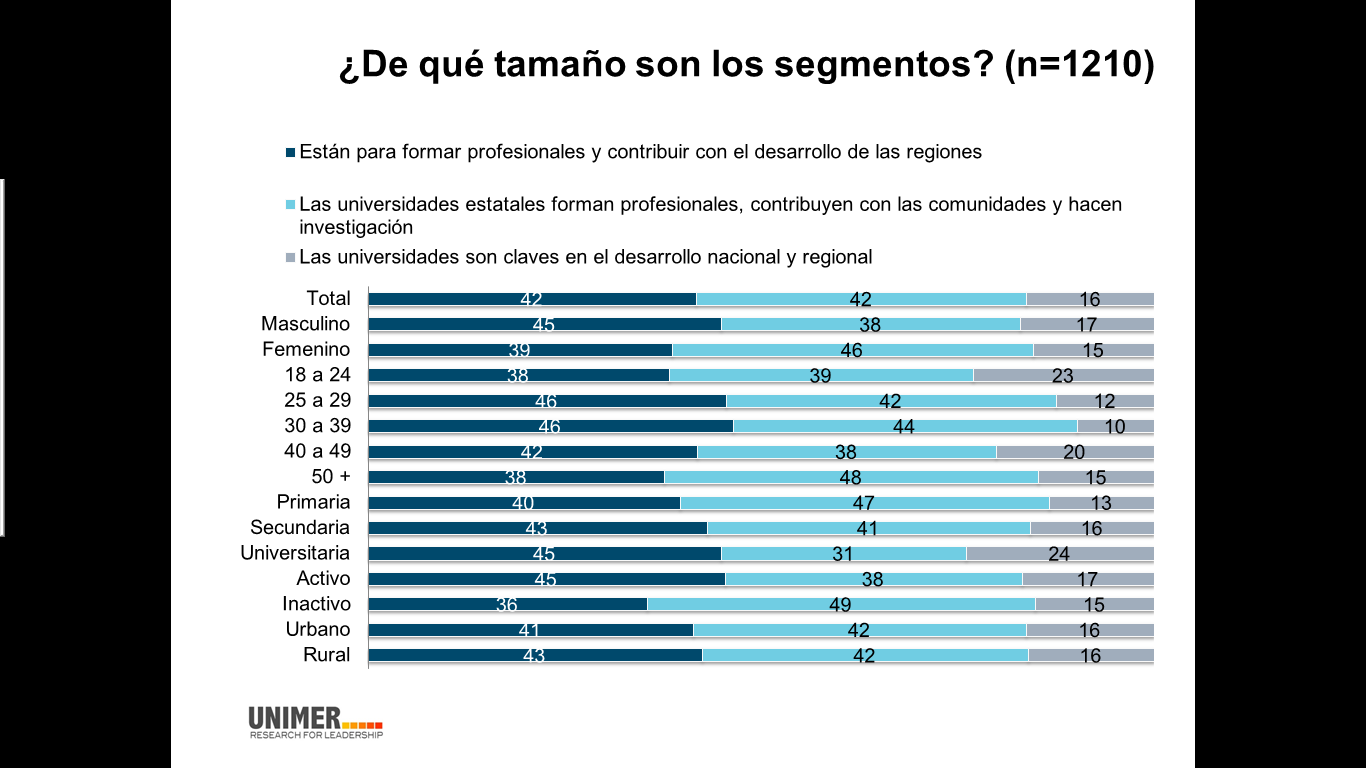 ¿De qué tamaño son los segmentos? (n=1210)
Están para formar profesionales y contribuir con el desarrollo de las regiones
Las universidades estatales forman profesionales, contribuyen con las comunidades y hacen
investigación
Las universidades son claves en el desarrollo nacional y regional
Total 42 42 16
Masculino 45 38 17
Femenino 39 46 15
18 a 24 38 39 23
25 a 29 46 42 12
30 a 39 46 44 10
40 a 49 42 38 20
50 + 38 48 15
Primaria 40 47 13
Secundaria 43 41 16
Universitaria 45 31 24
Activo 45 38 17
Inactivo 36 49 15
Urbano 41 42 16
Rural 43 42 16
UNIMER
RESEARCH FOR LEADERSHIP